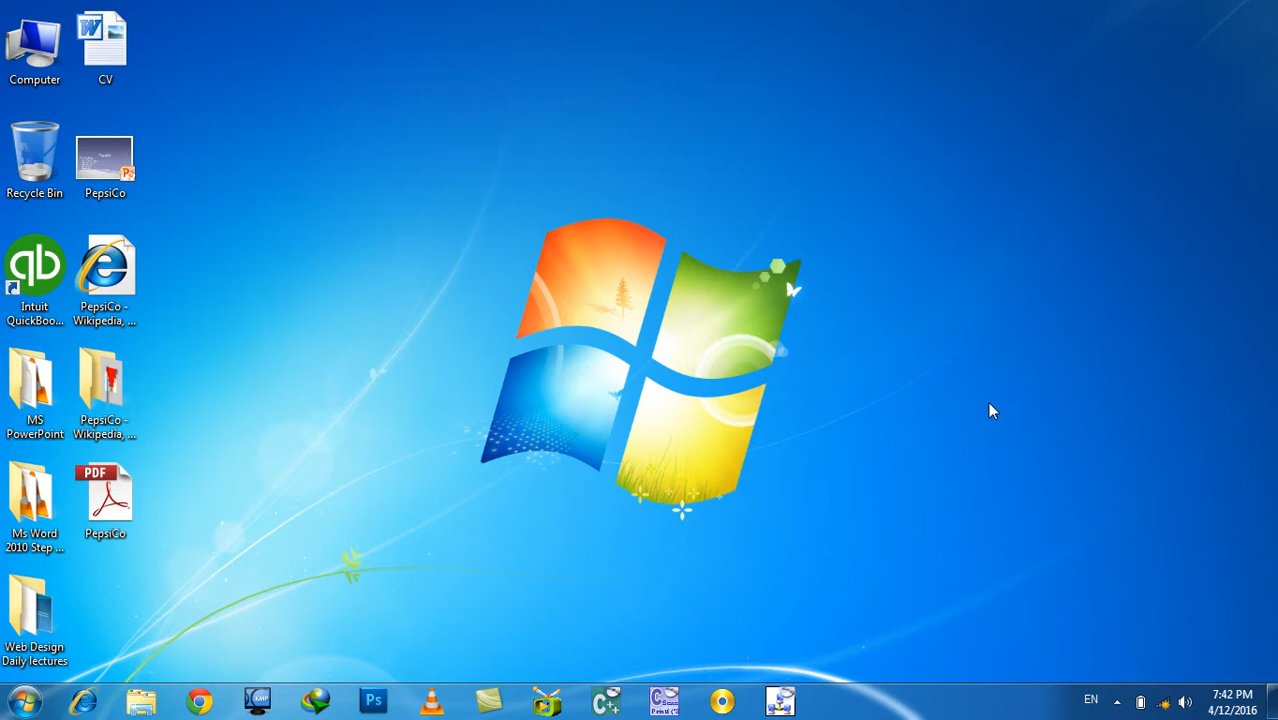 Computer
CV
Recycle Bin
PepsiCo
qb
Intuit
QuickBoo...
PepsiCo -
Wikipedia, ...
MS
PowerPoint
PepsiCo -
Wikipedia, ...
Ms Word
2010 Step ...
PDF
PepsiCo
Web Design
Daily lectures
Ps
EN
7:42 PM
4/12/2016